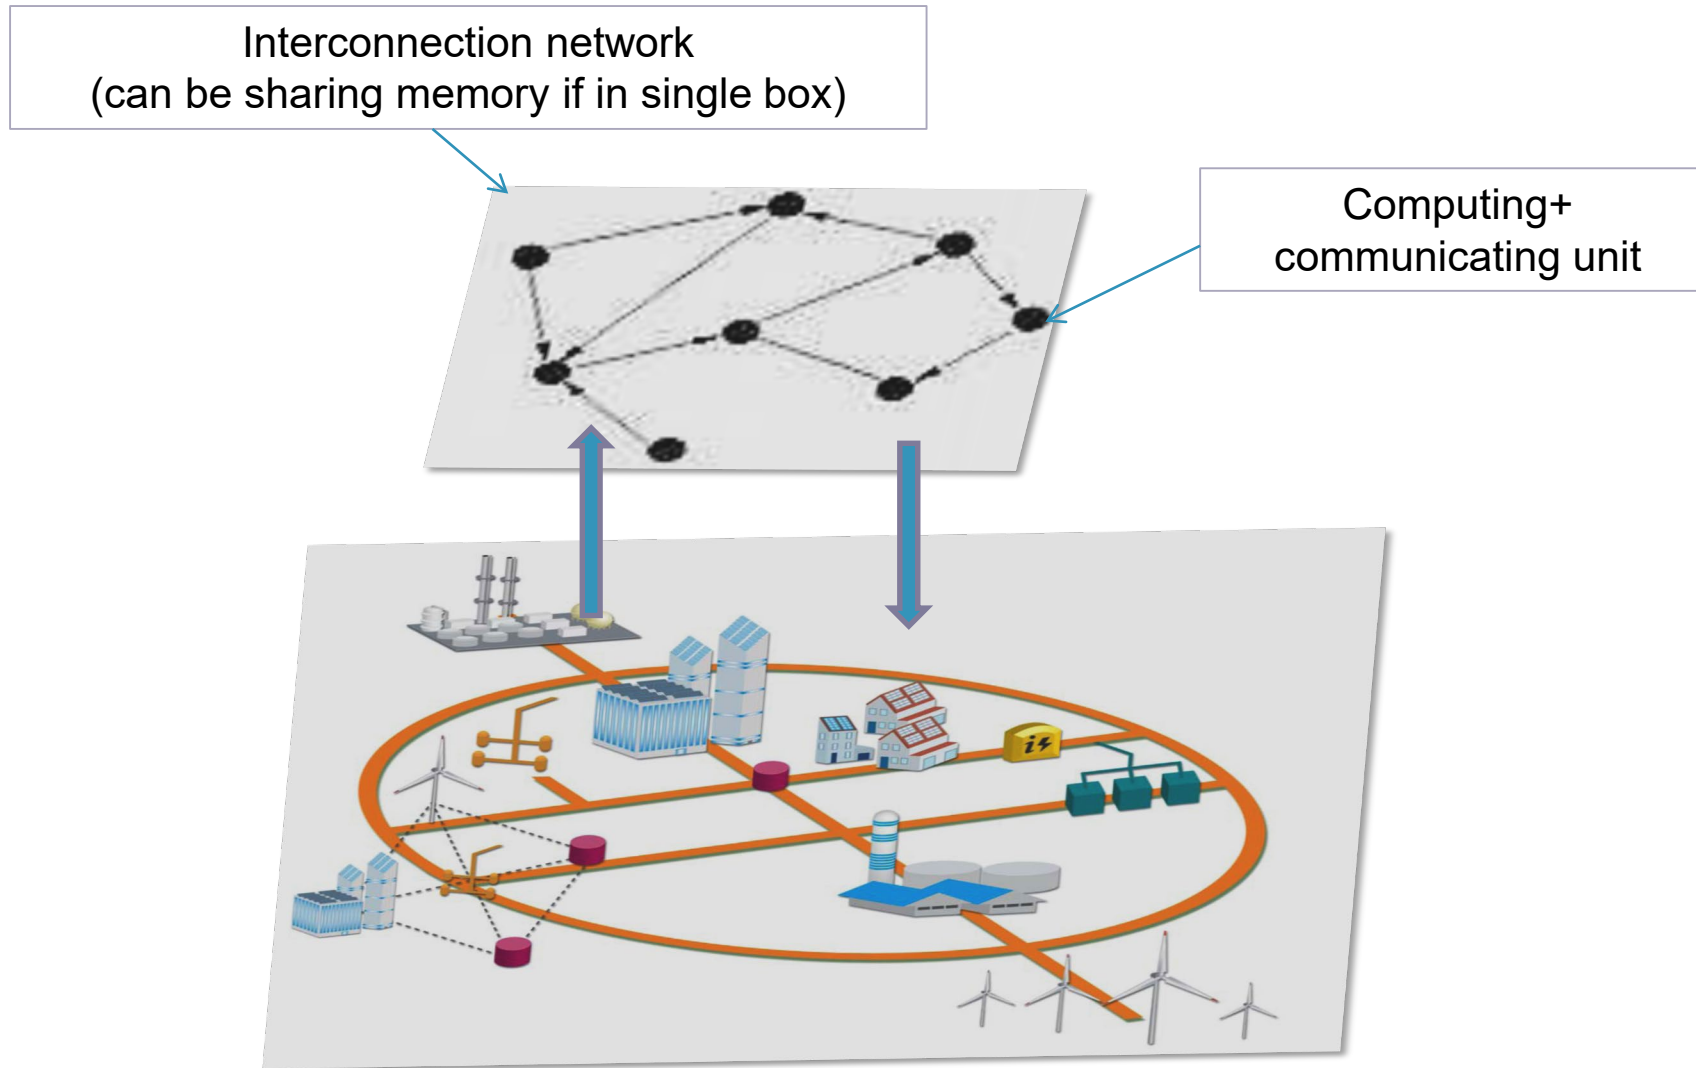 Interconnection network
(can be sharing memory if in single box)
Computing+
communicating unit